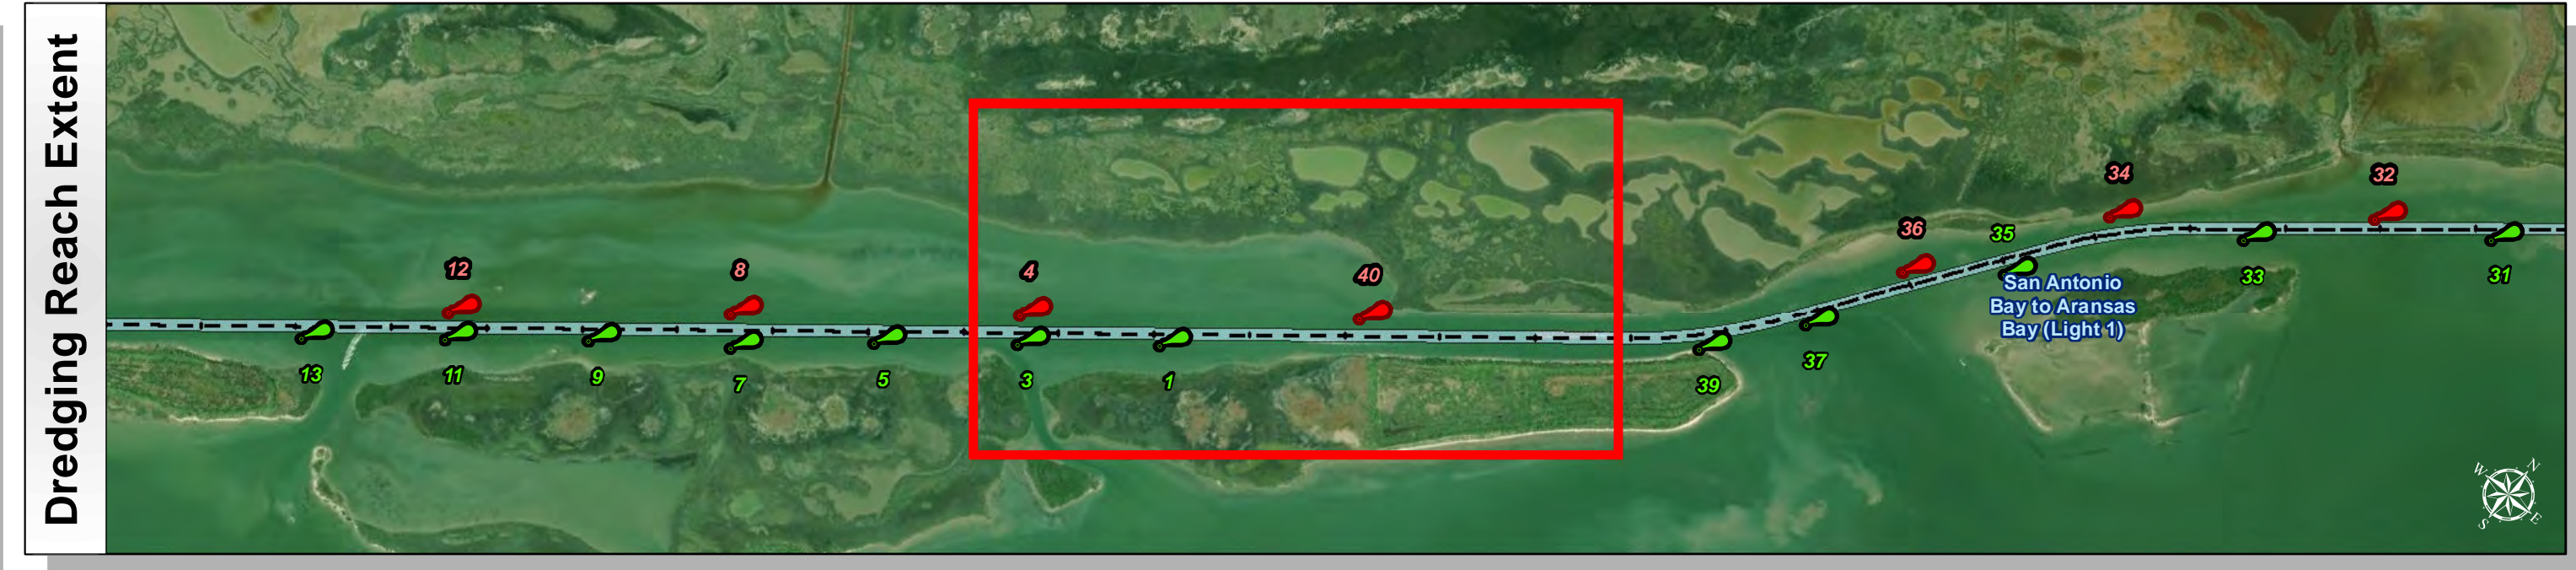 Dredging Reach Extent
34
32
36
35
12
8
4
40
33
31
San Antonio
Bay to Aransas
Bay (Light 1)
13
11
9
7
5
3
1
39
37
W
N
S
E